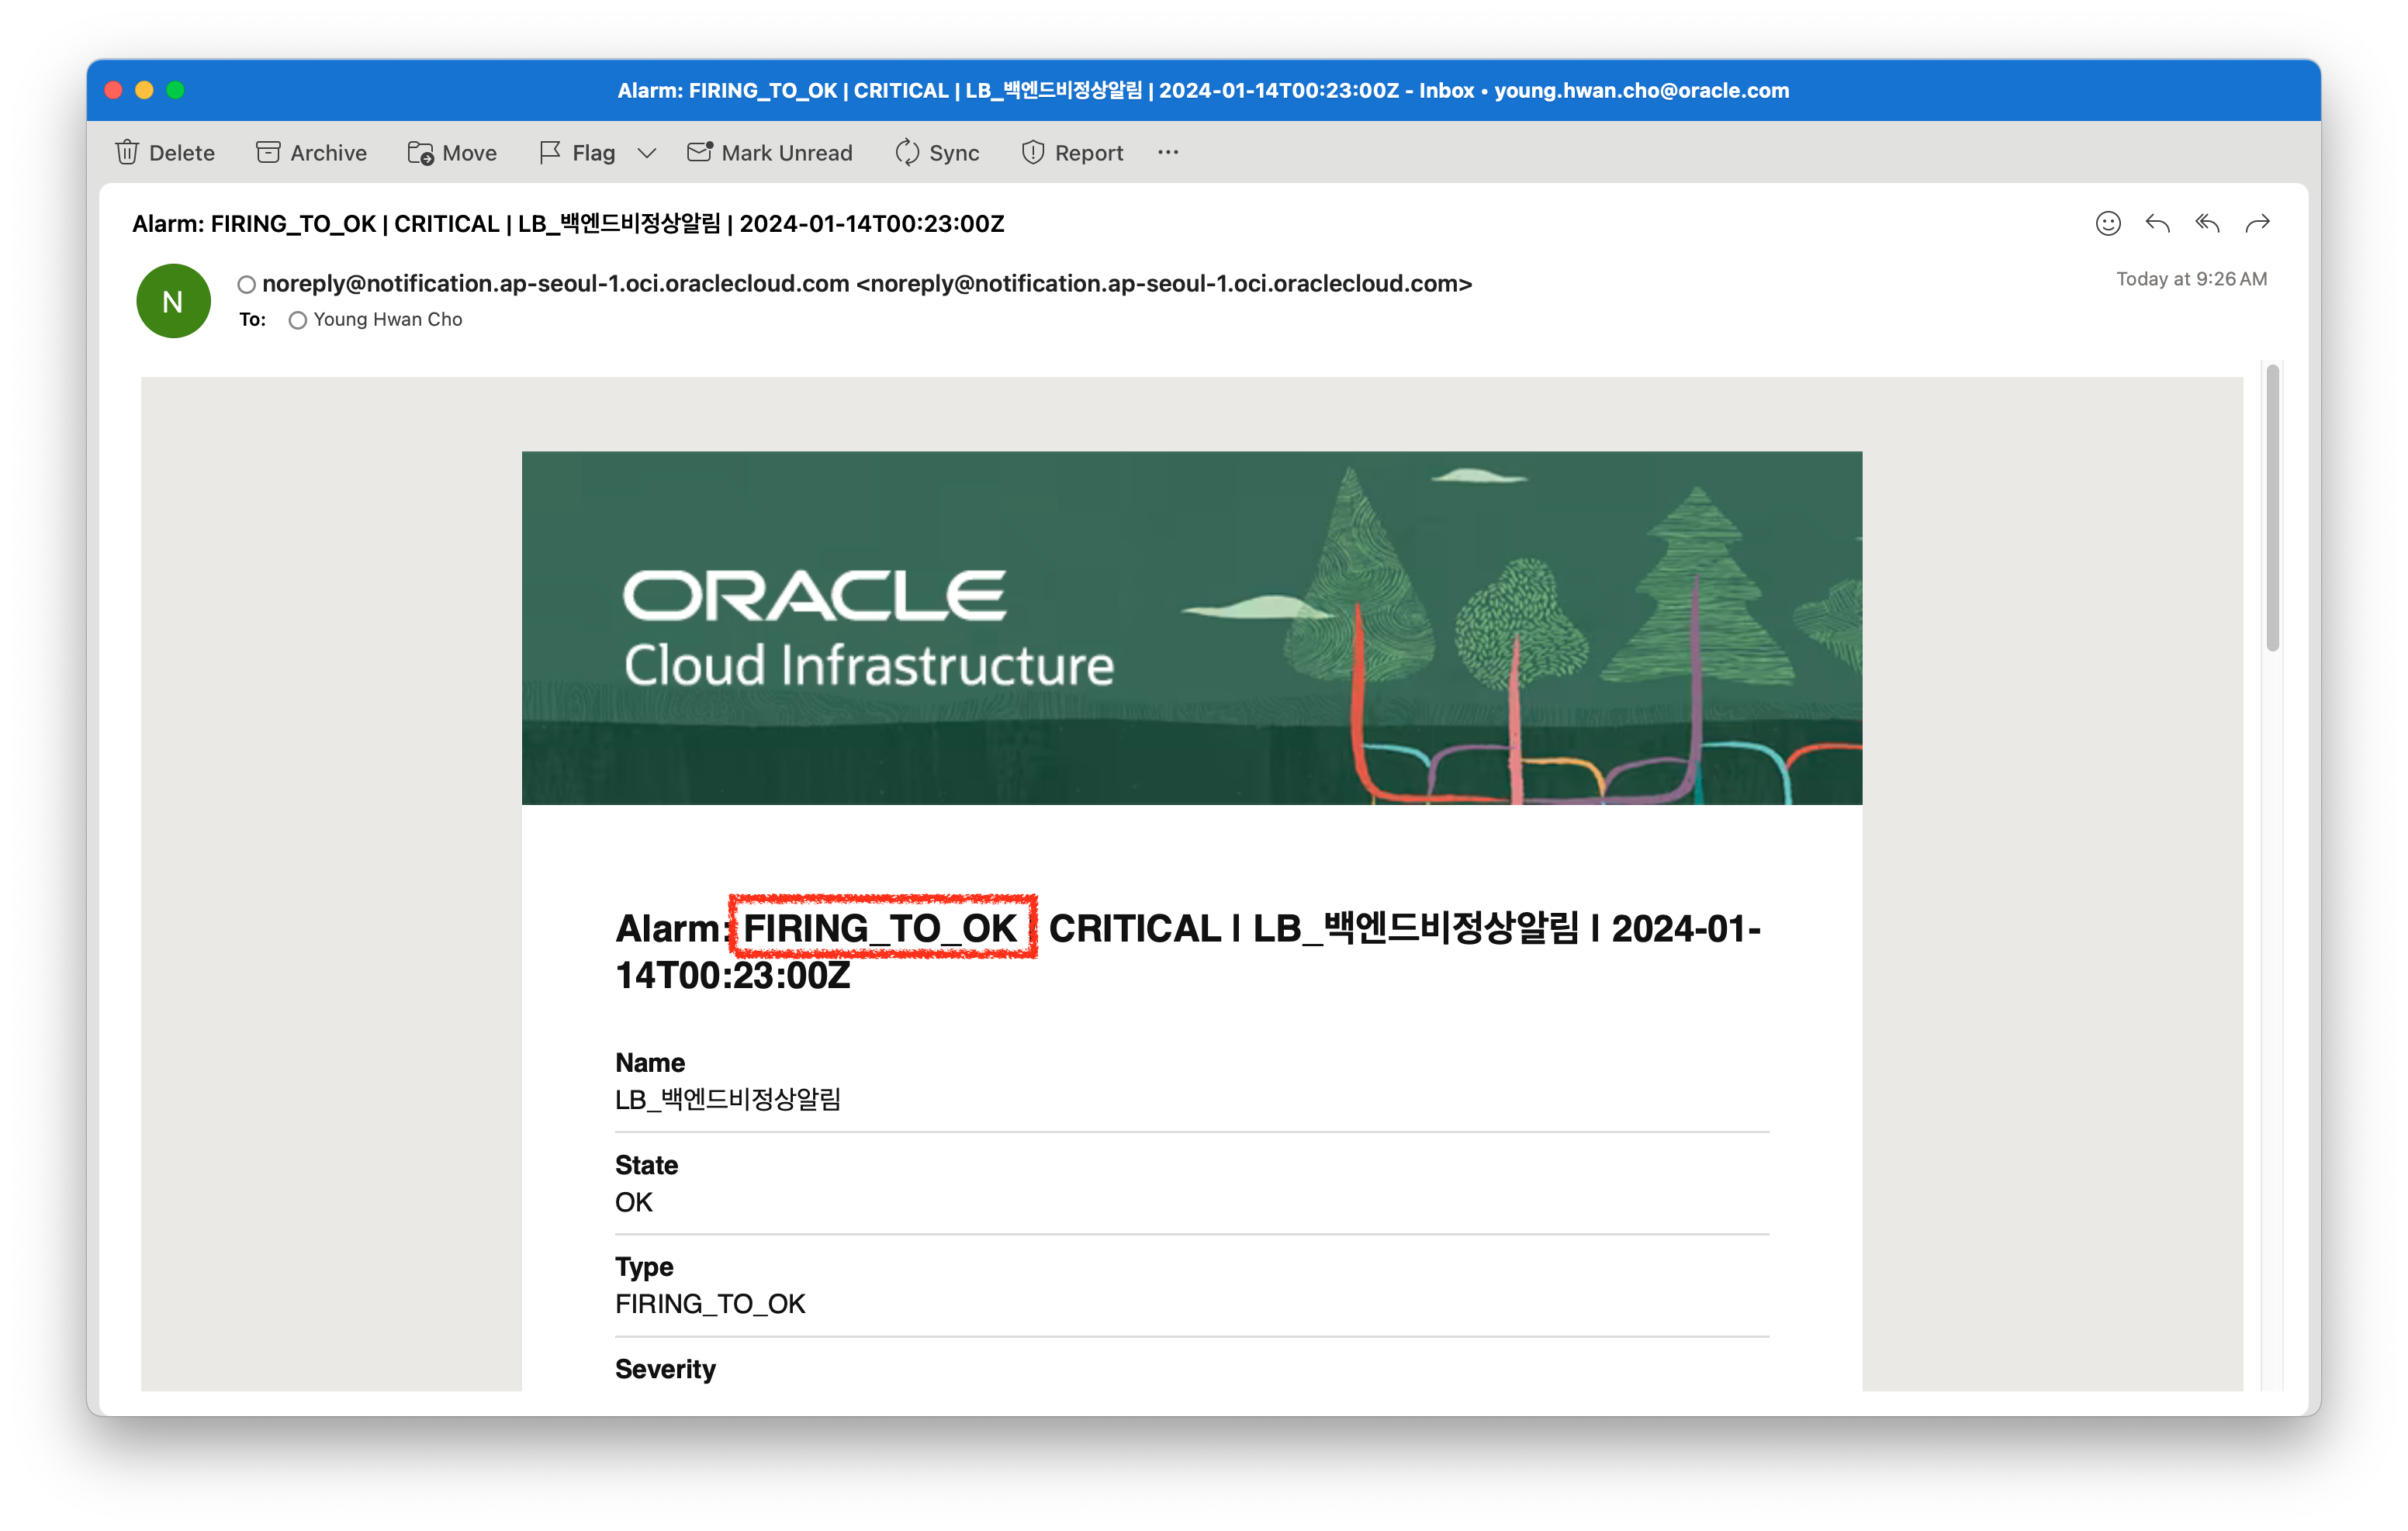 Alarm: FIRING_TO_OK | CRITICAL | LB_백엔드비정상알림 | 2024-01-14T00:23:00Z - Inbox • young.hwan.cho@oracle.com
Delete Archive Move Flag Mark Unread Sync Report ···
Alarm: FIRING_TO_OK | CRITICAL | LB_백엔드비정상알림 | 2024-01-14T00:23:00Z
N
noreply@notification.ap-seoul-1.oci.oraclecloud.com <noreply@notification.ap-seoul-1.oci.oraclecloud.com>
Today at 9:26 AM
To: Young Hwan Cho
ORACLE
Cloud Infrastructure
Alarm: FIRING_TO_OK | CRITICAL | LB_백엔드비정상알림 | 2024-01-
14T00:23:00Z
Name
LB_백엔드비정상알림
State
OK
Type
FIRING_TO_OK
Severity